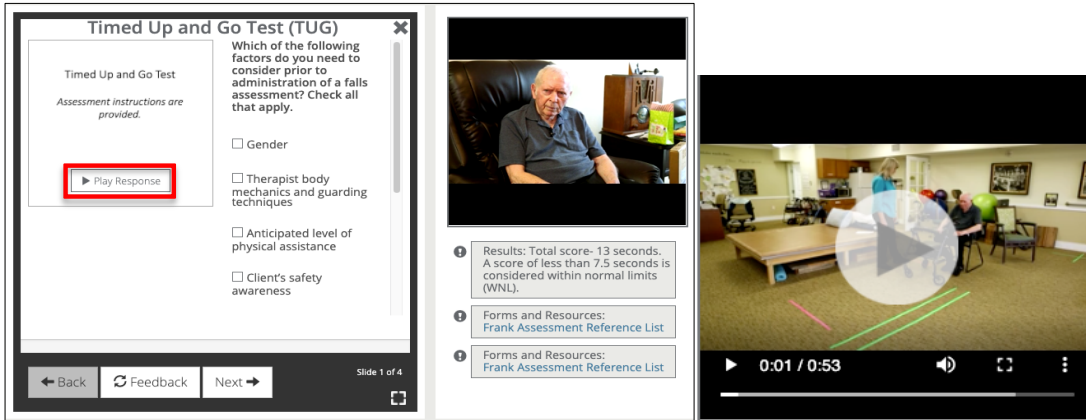 Timed Up and Go Test (TUG)
Timed Up and Go Test
Assessment instructions are
provided.
Play Response
Which of the following
factors do you need to
consider prior to
administration of a falls
assessment? Check all
that apply.
Gender
Therapist body
mechanics and guarding
techniques
Anticipated level of
physical assistance
Client's safety
awareness
Back
Feedback
Next
Slide 1 of 4
Results: Total score- 13 seconds.
A score of less than 7.5 seconds is
considered within normal limits
(WNL).
Forms and Resources:
Frank Assessment Reference List
Forms and Resources:
Frank Assessment Reference List
0:01 / 0:53